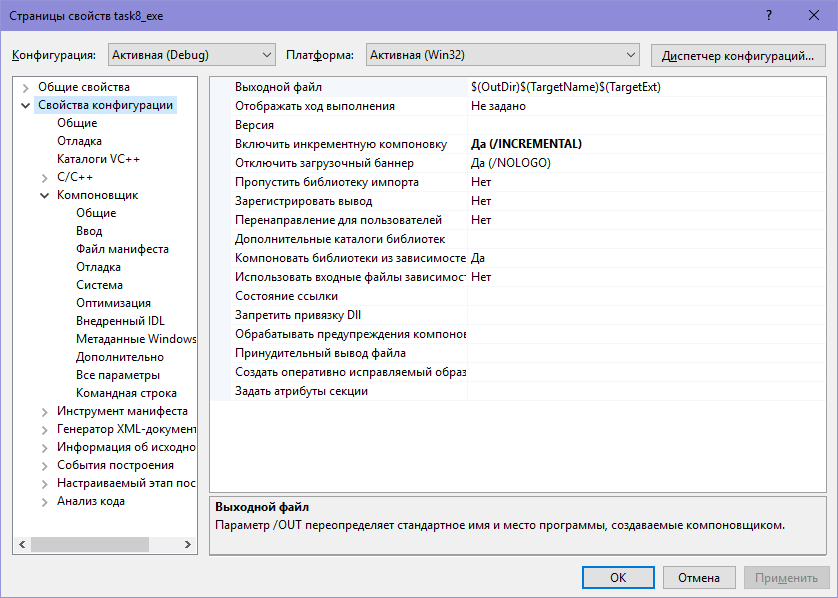 Страницы свойств task8_exe
?
Конфигурация: Активная (Debug) Платформа: Активная (Win32) Диспетчер конфигураций...
Общие свойства
Свойства конфигурации
Общие
Отладка
Каталоги VC++
C/C++
Компоновщик
Общие
Ввод
Файл манифеста
Отладка
Система
Оптимизация
Внедренный IDL
Метаданные Windows
Дополнительно
Все параметры
Командная строка
Инструмент манифеста
Генератор XML-документ
Информация об исходно
События построения
Настраиваемый этап пос
Анализ кода
Выходной файл $(OutDir)$(TargetName)$(TargetExt)
Отображать ход выполнения Не задано
Версия
Включить инкрементную компоновку Да (/INCREMENTAL)
Отключить загрузочный баннер Да (/NOLOGO)
Пропустить библиотеку импорта Нет
Зарегистрировать вывод Нет
Перенаправление для пользователей Нет
Дополнительные каталоги библиотек
Компоновать библиотеки из зависимосте Да
Использовать входные файлы зависимос Нет
Состояние ссылки
Запретить привязку Dll
Обрабатывать предупреждения компонов
Принудительный вывод файла
Создать оперативно исправляемый образ
Задать атрибуты секции
Выходной файл
Параметр /OUT переопределяет стандартное имя и место программы, создаваемые компоновщиком.
ОК Отмена Применить